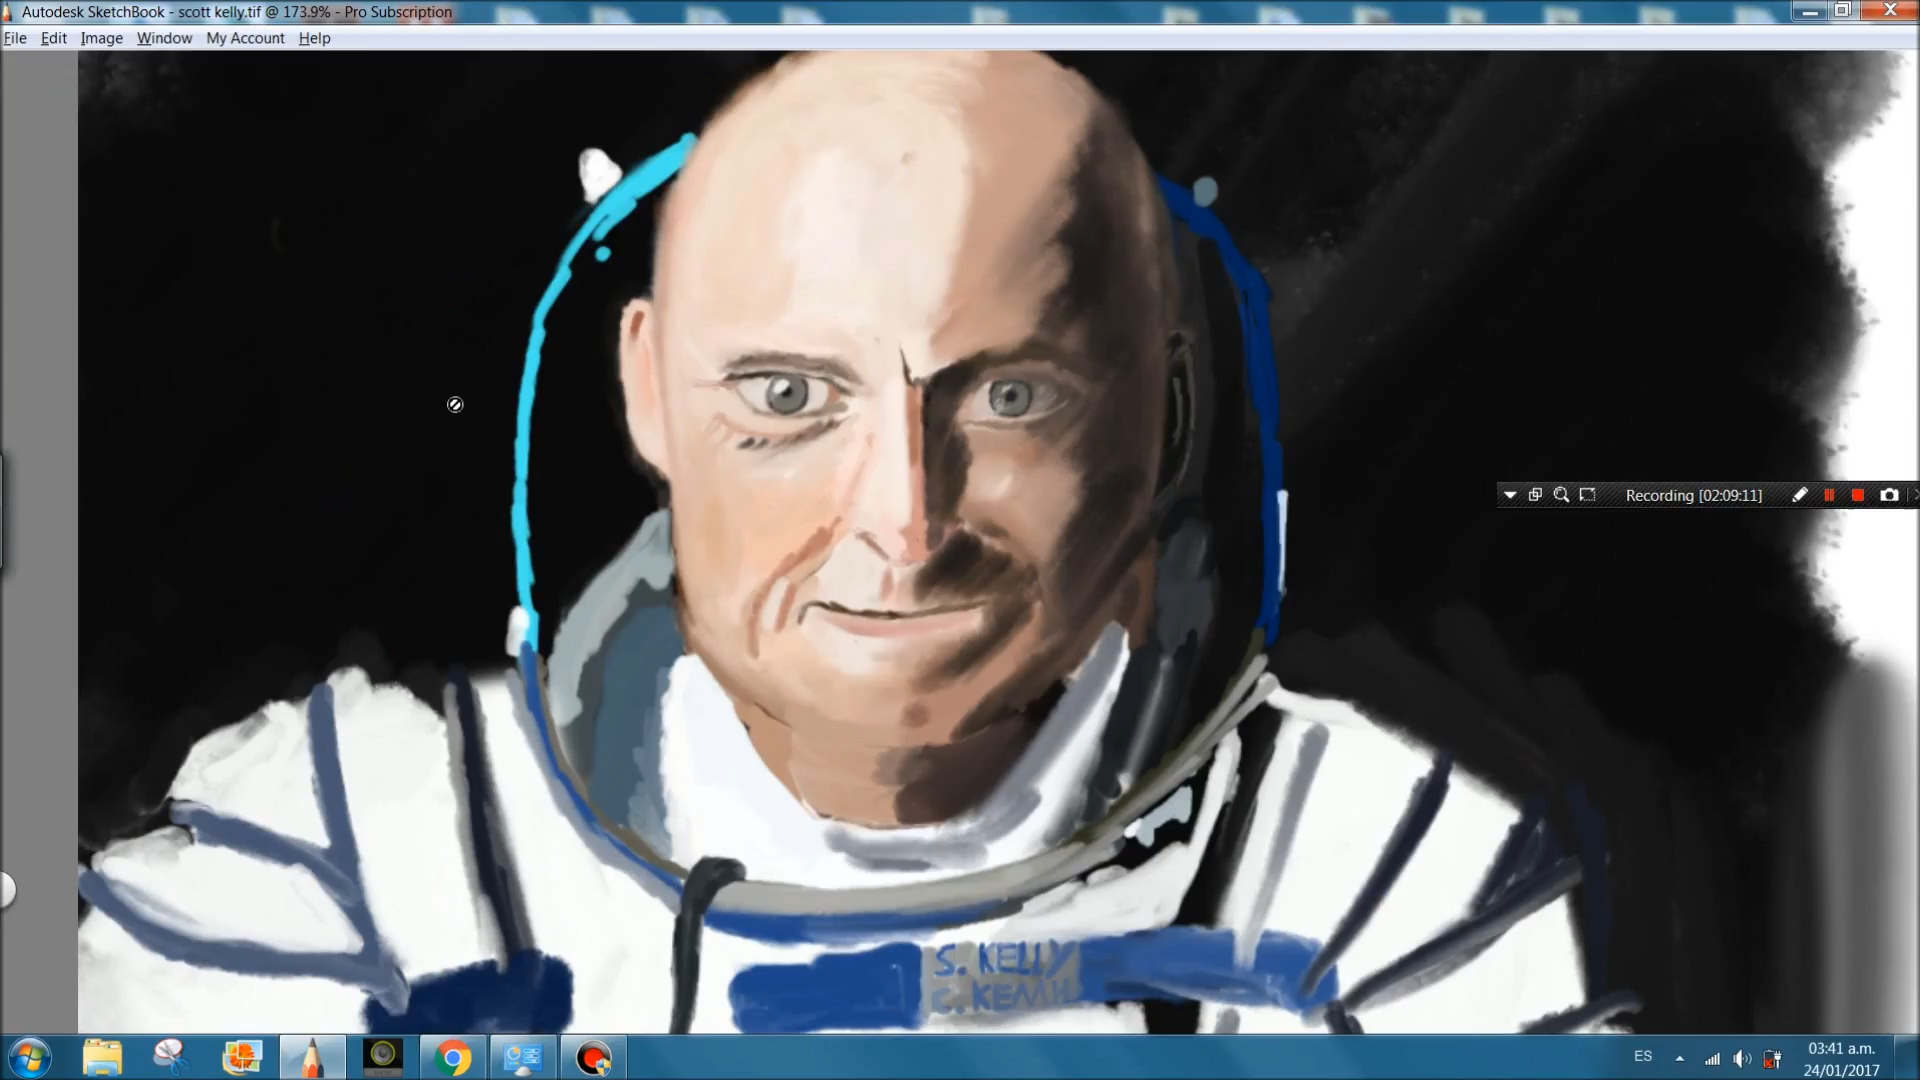 Autodesk SketchBook - scott kelly.tif @ 173.9% - Pro Subscription
File Edit Image Window My Account Help
Recording [02:09:11]
S. KELLY
ES
03:41 a.m.
24/01/2017